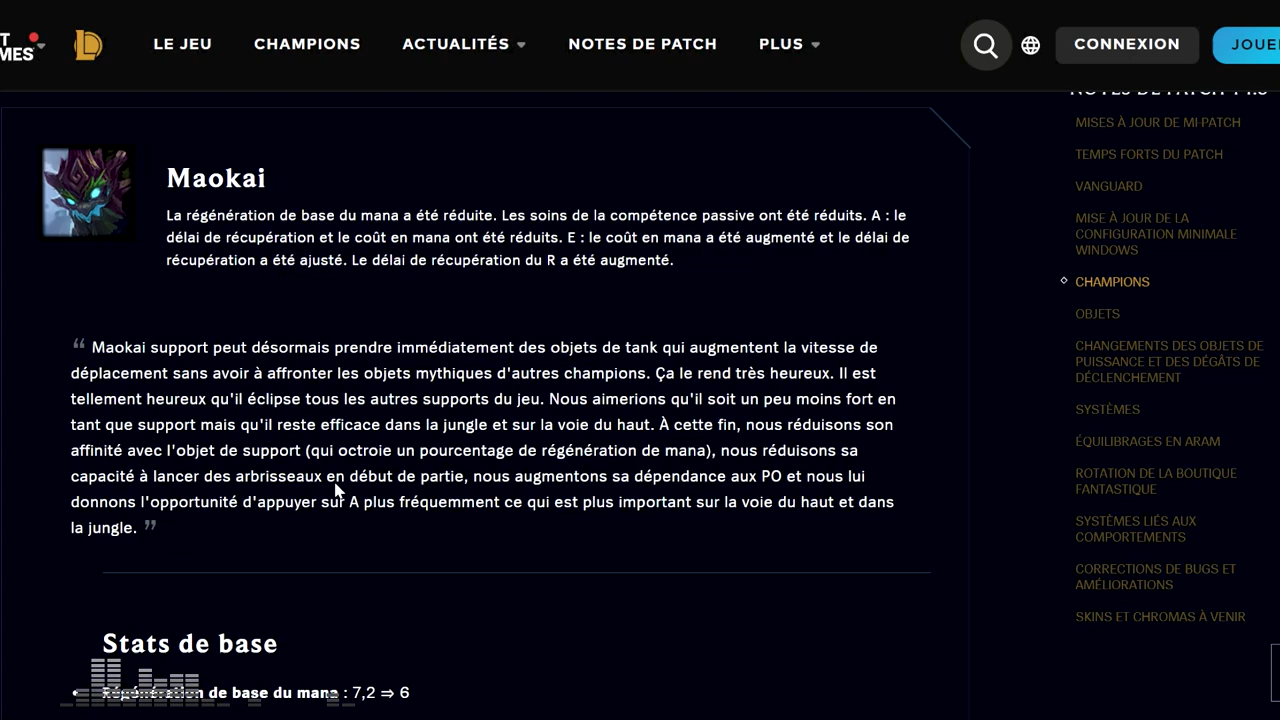 LE JEU
CHAMPIONS
ACTUALITÉS
NOTES DE PATCH
PLUS
CONNEXION
Maokai
La régénération de base du mana a été réduite. Les soins de la compétence passive ont été réduits. A : le
délai de récupération et le coût en mana ont été réduits. E : le coût en mana a été augmenté et le délai de
récupération a été ajusté. Le délai de récupération du R a été augmenté.
“ Maokai support peut désormais prendre immédiatement des objets de tank qui augmentent la vitesse de
déplacement sans avoir à affronter les objets mythiques d'autres champions. Ça le rend très heureux. Il est
tellement heureux qu'il éclipse tous les autres supports du jeu. Nous aimerions qu'il soit un peu moins fort en
tant que support mais qu'il reste efficace dans la jungle et sur la voie du haut. À cette fin, nous réduisons son
affinité avec l'objet de support (qui octroie un pourcentage de régénération de mana), nous réduisons sa
capacité à lancer des arbrisseaux en début de partie, nous augmentons sa dépendance aux PO et nous lui
donnons l'opportunité d'appuyer sur A plus fréquemment ce qui est plus important sur la voie du haut et dans
la jungle. ”
Stats de base
Régénération de base du mana : 7,2 ⇒ 6
NOTES DE PATCH
MISES À JOUR DE MI-PATCH
TEMPS FORTS DU PATCH
VANGUARD
MISE À JOUR DE LA
CONFIGURATION MINIMALE
WINDOWS
CHAMPIONS
OBJETS
CHANGEMENTS DES OBJETS DE
PUISSANCE ET DES DÉGÂTS DE
DÉCLENCHEMENT
SYSTÈMES
ÉQUILIBRAGES EN ARAM
ROTATION DE LA BOUTIQUE
FANTASTIQUE
SYSTÈMES LIÉS AUX
COMPORTEMENTS
CORRECTIONS DE BUGS ET
AMÉLIORATIONS
SKINS ET CHROMAS À VENIR